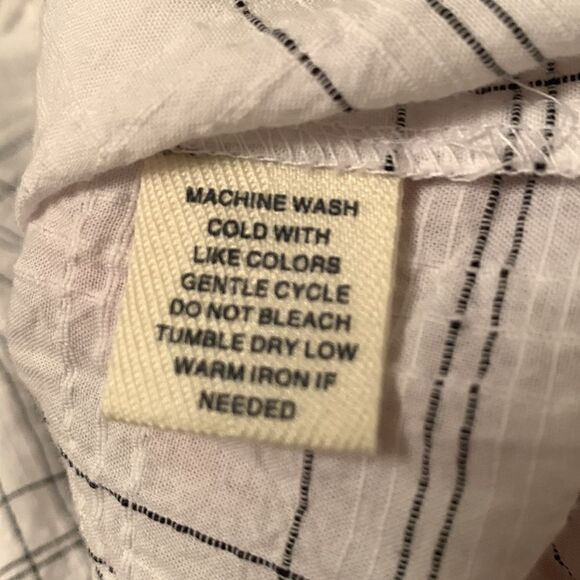 MACHINE WASH
COLD WITH
LIKE COLORS
GENTLE CYCLE
DO NOT BLEACH
TUMBLE DRY LOW
WARM IRON IF
NEEDED